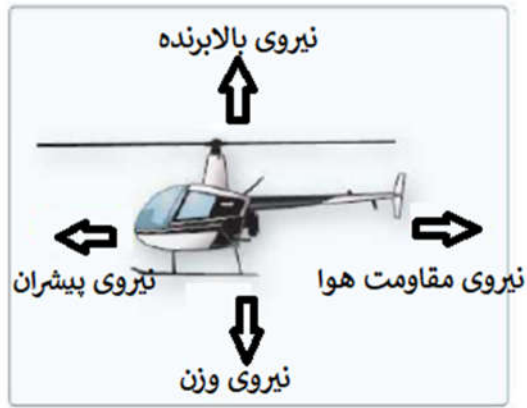 نیروی بالابرنده
نیروی پیشران
نیروی مقاومت هوا
نیروی وزن